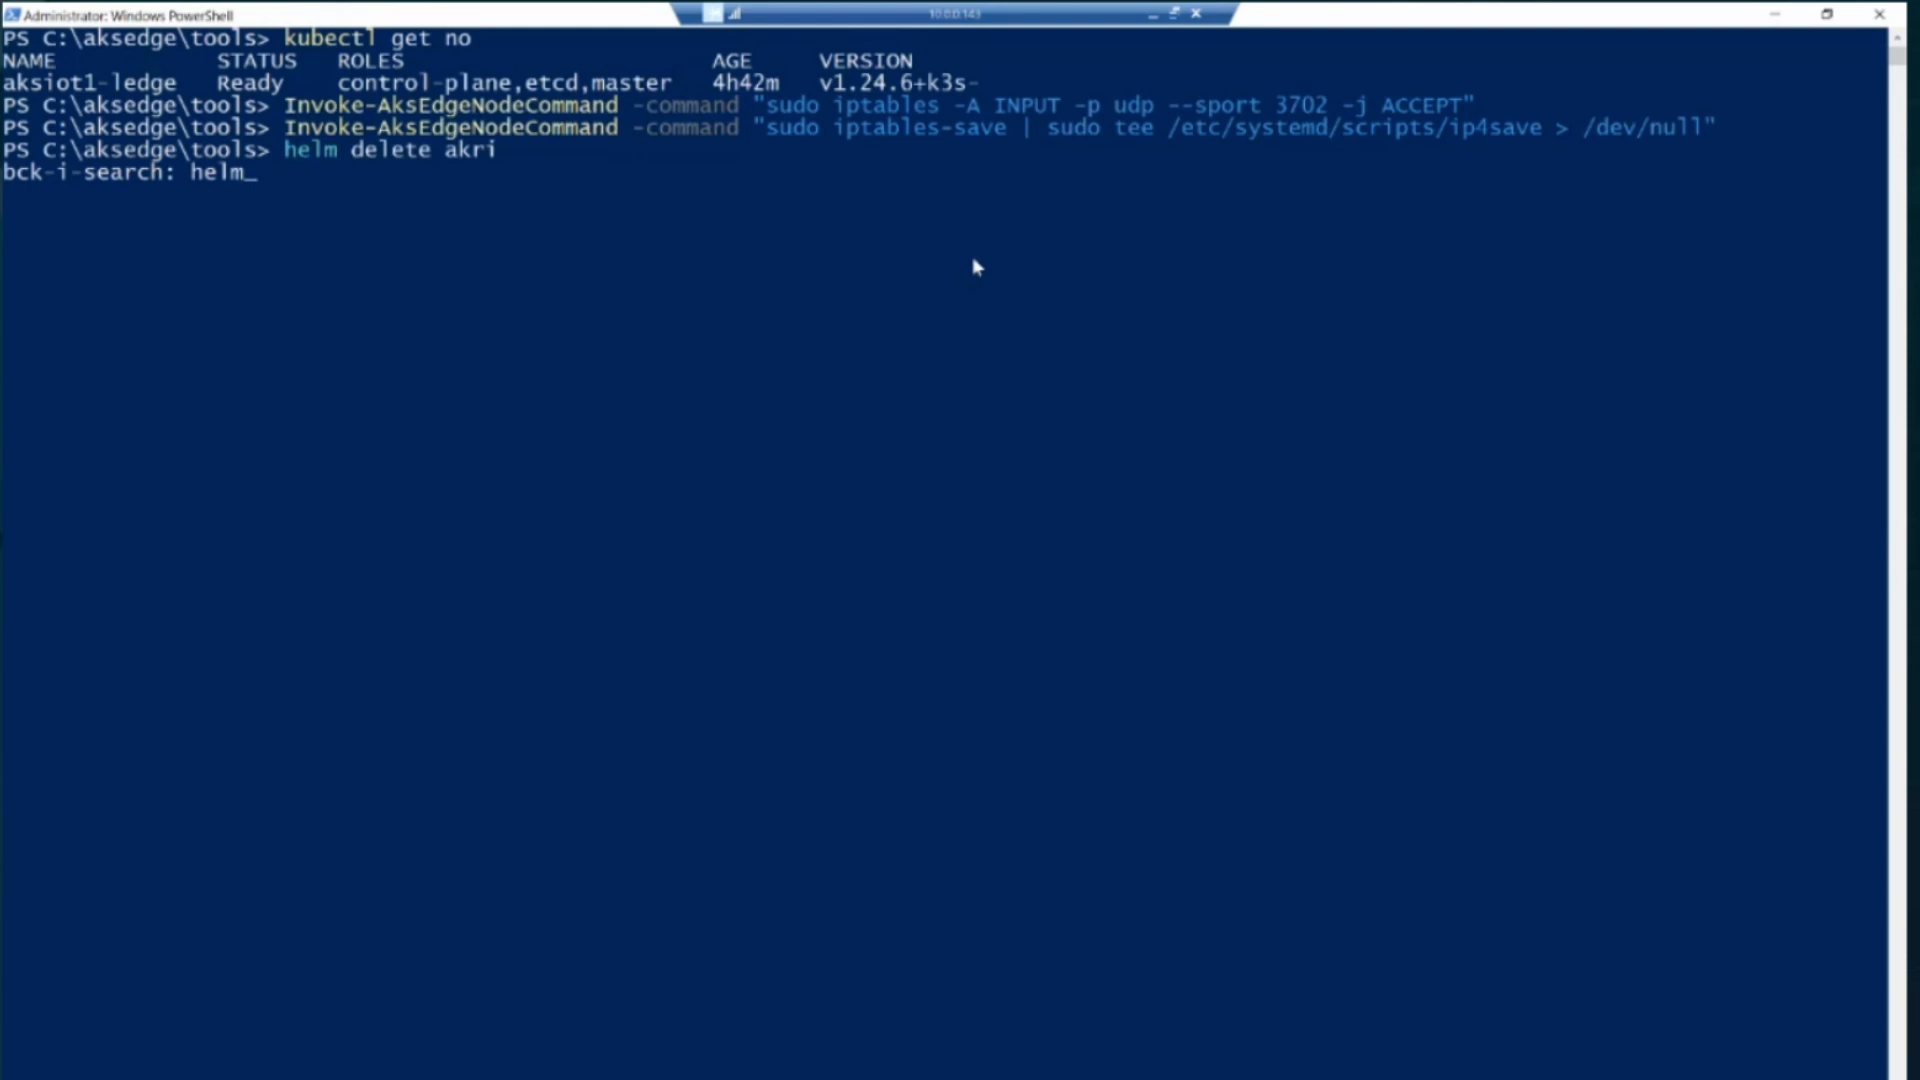 Administrator: Windows PowerShell
10.0.0.143
PS C:\aksedge\tools> kubectl get no
NAME STATUS ROLES AGE VERSION
aksiot1-ledge Ready control-plane,etcd,master 4h42m v1.24.6+k3s-
PS C:\aksedge\tools> Invoke-AksEdgeNodeCommand -command "sudo iptables -A INPUT -p udp --sport 3702 -j ACCEPT"
PS C:\aksedge\tools> Invoke-AksEdgeNodeCommand -command "sudo iptables-save | sudo tee /etc/systemd/scripts/ip4save > /dev/null"
PS C:\aksedge\tools> helm delete akri
bck-i-search: helm_